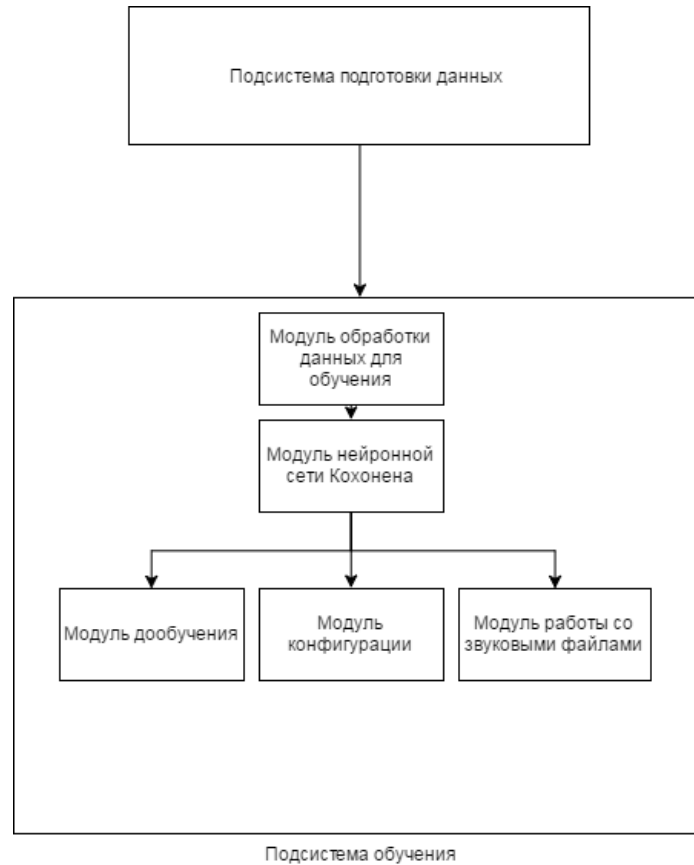 Подсистема подготовки данных
Модуль обработки
данных для
обучения
Модуль нейронной
сети Кохонена
Модуль дообучения
Модуль
конфигурации
Модуль работы со
звуковыми файлами
Подсистема обучения